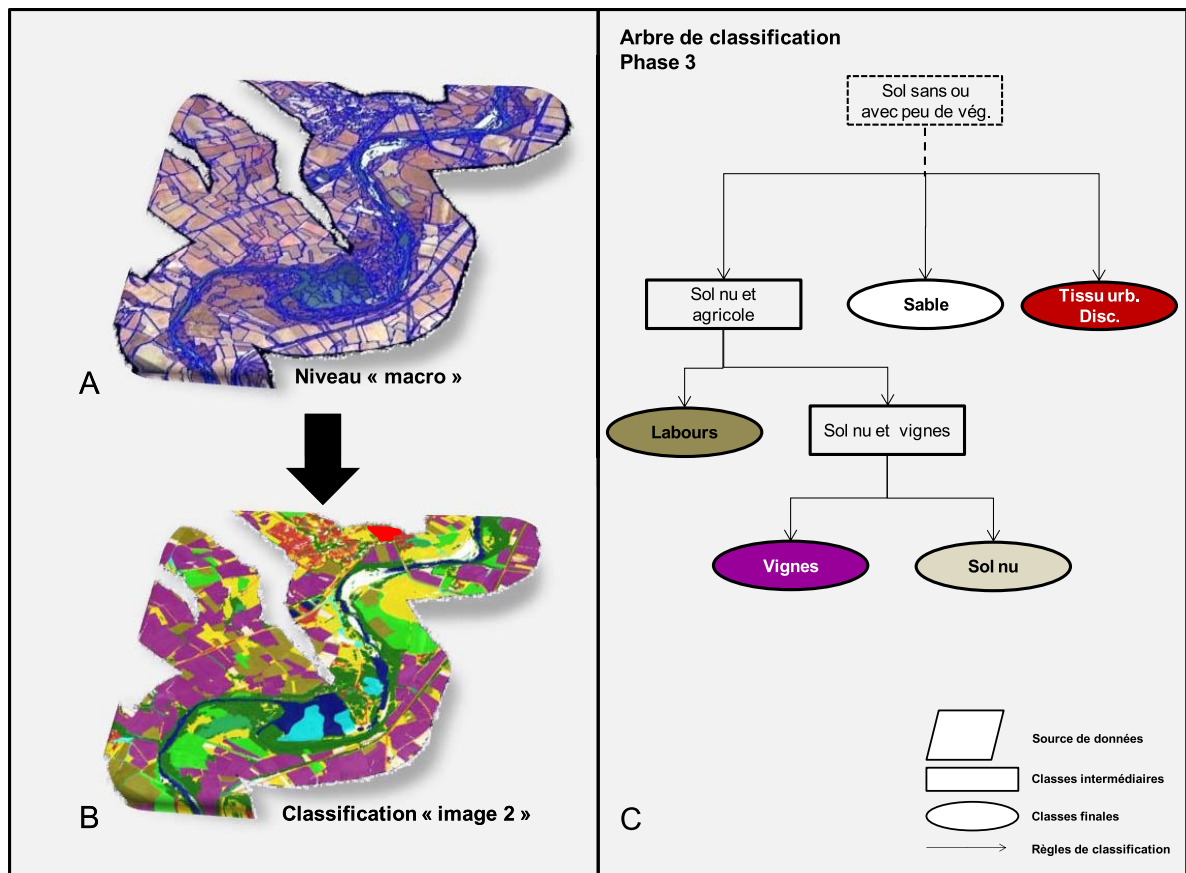 A
Niveau « macro »
B
Classification « image 2 »
Arbre de classification
Phase 3
Sol sans ou
avec peu de vég.
Sol nu et
agricole
Sable
Tissu urb.
Disc.
Labours
Sol nu et vignes
Vignes
Sol nu
Source de données
Classes intermédiaires
Classes finales
Règles de classification
C